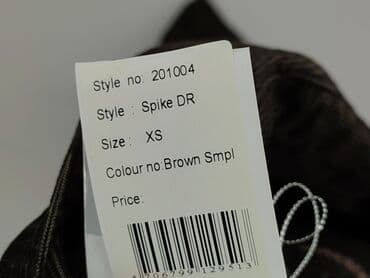 Style no: 201004
Style : Spike DR
Size : XS
Colour no:Brown Smpl
Price: